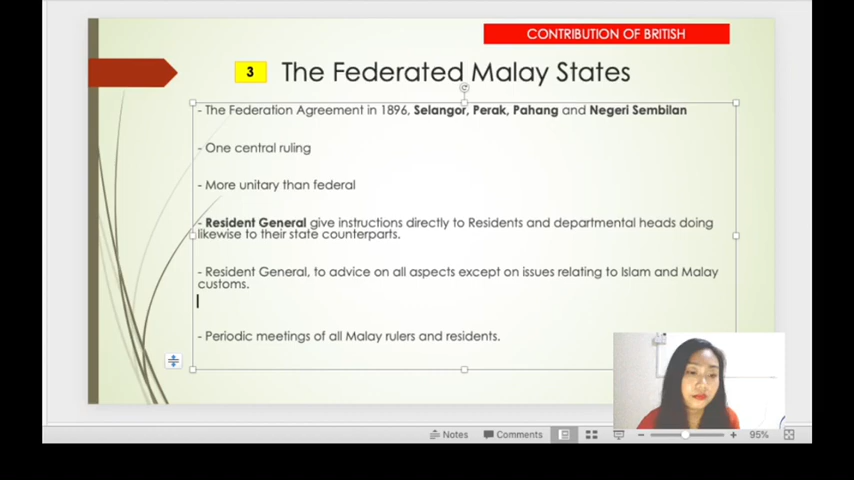 CONTRIBUTION OF BRITISH
3 The Federated Malay States
- The Federation Agreement in 1896, Selangor, Perak, Pahang and Negeri Sembilan
- One central ruling
- More unitary than federal
- Resident General give instructions directly to Residents and departmental heads doing
likewise to their state counterparts.
- Resident General, to advice on all aspects except on issues relating to Islam and Malay
customs.
- Periodic meetings of all Malay rulers and residents.
Notes Comments 95%